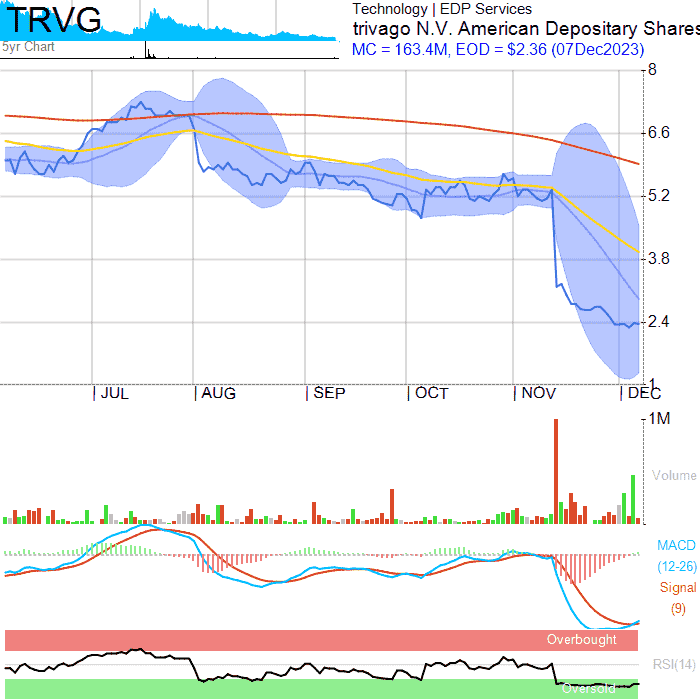 TRVG
Technology | EDP Services
trivago N.V. American Depositary Shares
5yr Chart
MC = 163.4M, EOD = $2.36 (07Dec2023)
8
6.6
5.2
3.8
2.4
1
JUL
AUG
SEP
OCT
NOV
DEC
1M
Volume
MACD
(12-26)
Signal
(9)
Overbought
RSI(14)
Oversold